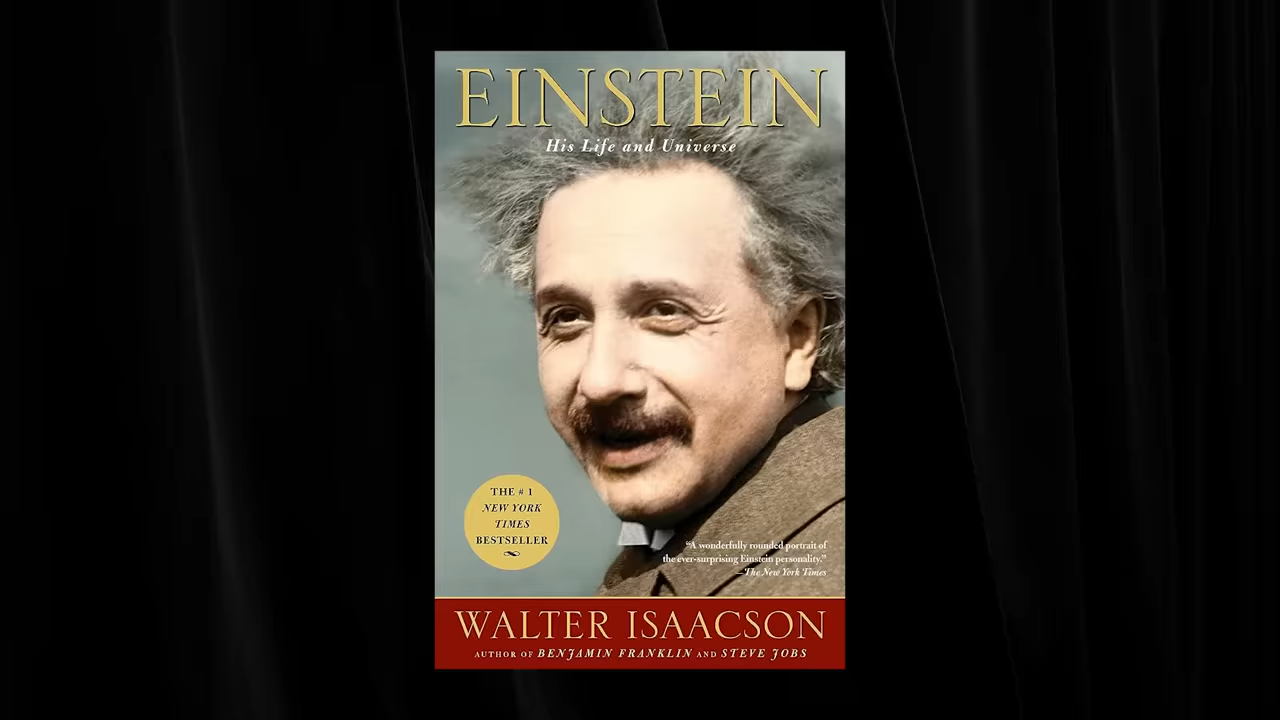 EINSTEIN
His Life and Universe
THE #1
NEW YORK
TIMES
BESTSELLER
“A wonderfully rounded portrait of
the ever-surprising Einstein personality.”
—The New York Times
WALTER ISAACSON
AUTHOR OF BENJAMIN FRANKLIN AND STEVE JOBS